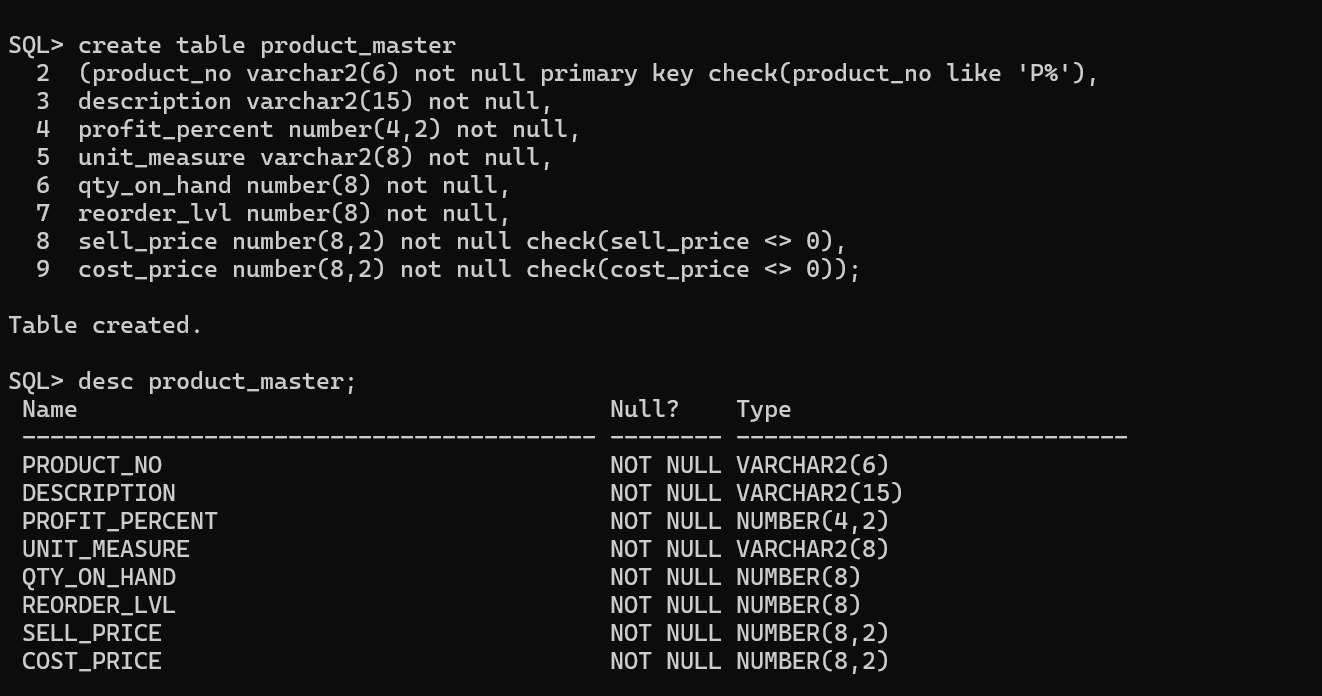 SQL> create table product_master
  2  (product_no varchar2(6) not null primary key check(product_no like 'P%'),
  3  description varchar2(15) not null,
  4  profit_percent number(4,2) not null,
  5  unit_measure varchar2(8) not null,
  6  qty_on_hand number(8) not null,
  7  reorder_lvl number(8) not null,
  8  sell_price number(8,2) not null check(sell_price <> 0),
  9  cost_price number(8,2) not null check(cost_price <> 0));
Table created.
SQL> desc product_master;
 Name                                      Null?    Type
 ----------------------------------------- -------- ----------------------------
 PRODUCT_NO                                NOT NULL VARCHAR2(6)
 DESCRIPTION                               NOT NULL VARCHAR2(15)
 PROFIT_PERCENT                            NOT NULL NUMBER(4,2)
 UNIT_MEASURE                              NOT NULL VARCHAR2(8)
 QTY_ON_HAND                               NOT NULL NUMBER(8)
 REORDER_LVL                               NOT NULL NUMBER(8)
 SELL_PRICE                                NOT NULL NUMBER(8,2)
 COST_PRICE                                NOT NULL NUMBER(8,2)